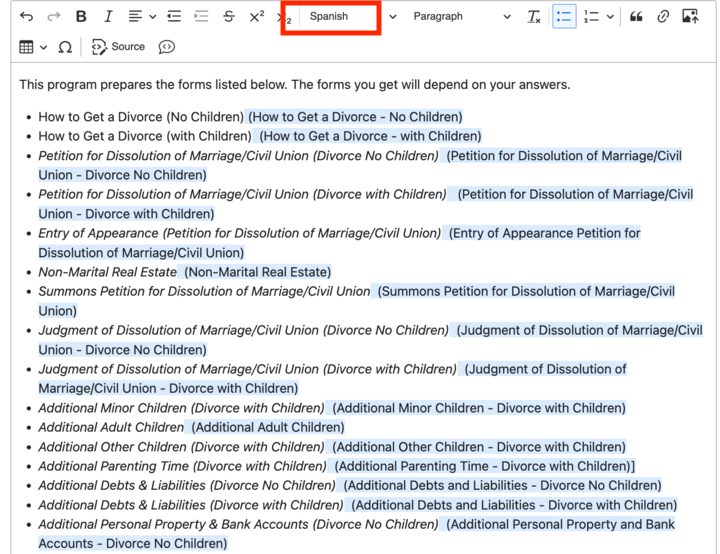 Spanish
Paragraph
Source
This program prepares the forms listed below. The forms you get will depend on your answers.
How to Get a Divorce (No Children) (How to Get a Divorce - No Children)
How to Get a Divorce (with Children) (How to Get a Divorce - with Children)
Petition for Dissolution of Marriage/Civil Union (Divorce No Children) (Petition for Dissolution of Marriage/Civil
Union - Divorce No Children)
Petition for Dissolution of Marriage/Civil Union (Divorce with Children) (Petition for Dissolution of Marriage/Civil
Union - Divorce with Children)
Entry of Appearance (Petition for Dissolution of Marriage/Civil Union) (Entry of Appearance Petition for
Dissolution of Marriage/Civil Union)
Non-Marital Real Estate (Non-Marital Real Estate)
Summons Petition for Dissolution of Marriage/Civil Union (Summons Petition for Dissolution of Marriage/Civil
Union)
Judgment of Dissolution of Marriage/Civil Union (Divorce No Children) (Judgment of Dissolution of Marriage/Civil
Union - Divorce No Children)
Judgment of Dissolution of Marriage/Civil Union (Divorce with Children) (Judgment of Dissolution of
Marriage/Civil Union - Divorce with Children)
Additional Minor Children (Divorce with Children) (Additional Minor Children - Divorce with Children)
Additional Adult Children (Additional Adult Children)
Additional Other Children (Divorce with Children) (Additional Other Children - Divorce with Children)
Additional Parenting Time (Divorce with Children) (Additional Parenting Time - Divorce with Children)]
Additional Debts & Liabilities (Divorce No Children) (Additional Debts and Liabilities - Divorce No Children)
Additional Debts & Liabilities (Divorce with Children) (Additional Debts and Liabilities - Divorce with Children)
Additional Personal Property & Bank Accounts (Divorce No Children) (Additional Personal Property and Bank
Accounts - Divorce No Children)